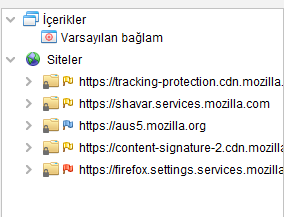 İçerikler
Varsayılan bağlam
Siteler
https://tracking-protection.cdn.mozilla.
https://shavar.services.mozilla.com
https://aus5.mozilla.org
https://content-signature-2.cdn.mozilla
https://firefox.settings.services.mozilla